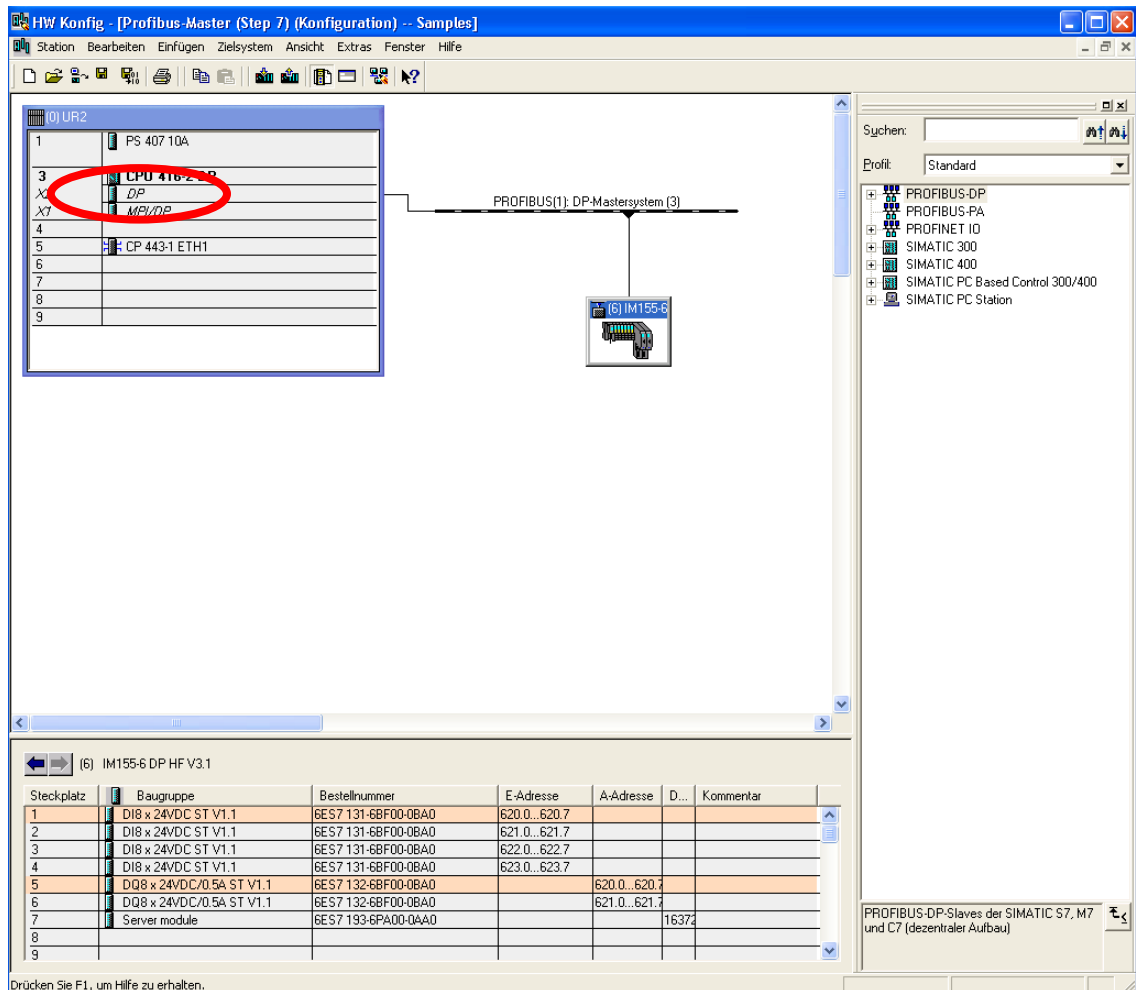 HW Konfig - [Profibus-Master (Step 7) (Konfiguration) -- Samples]
Station Bearbeiten Einfügen Zielsystem Ansicht Extras Fenster Hilfe
(0) UR2
1 PS 407 10A
3 CPU 416-2 DP
DP
X1 MPI/DP
4
5 CP 443-1 ETH1
6
7
8
9
PROFIBUS(1): DP-Mastersystem (3)
(6) IM155-6
Suchen:
Profil: Standard
PROFIBUS-DP
PROFIBUS-PA
PROFINET IO
SIMATIC 300
SIMATIC 400
SIMATIC PC Based Control 300/400
SIMATIC PC Station
(6) IM155-6 DP HF V3.1
Steckplatz Baugruppe Bestellnummer E-Adresse A-Adresse D... Kommentar
1 DI8 x 24VDC ST V1.1 6ES7 131-6BF00-0BA0 620.0...620.7
2 DI8 x 24VDC ST V1.1 6ES7 131-6BF00-0BA0 621.0...621.7
3 DI8 x 24VDC ST V1.1 6ES7 131-6BF00-0BA0 622.0...622.7
4 DI8 x 24VDC ST V1.1 6ES7 131-6BF00-0BA0 623.0...623.7
5 DQ8 x 24VDC/0.5A ST V1.1 6ES7 132-6BF00-0BA0 620.0...620.7
6 DQ8 x 24VDC/0.5A ST V1.1 6ES7 132-6BF00-0BA0 621.0...621.7
7 Server module 6ES7 193-6PA00-0AA0 16372
8
9
PROFIBUS-DP-Slaves der SIMATIC S7, M7
und C7 (dezentraler Aufbau)
Drücken Sie F1, um Hilfe zu erhalten.